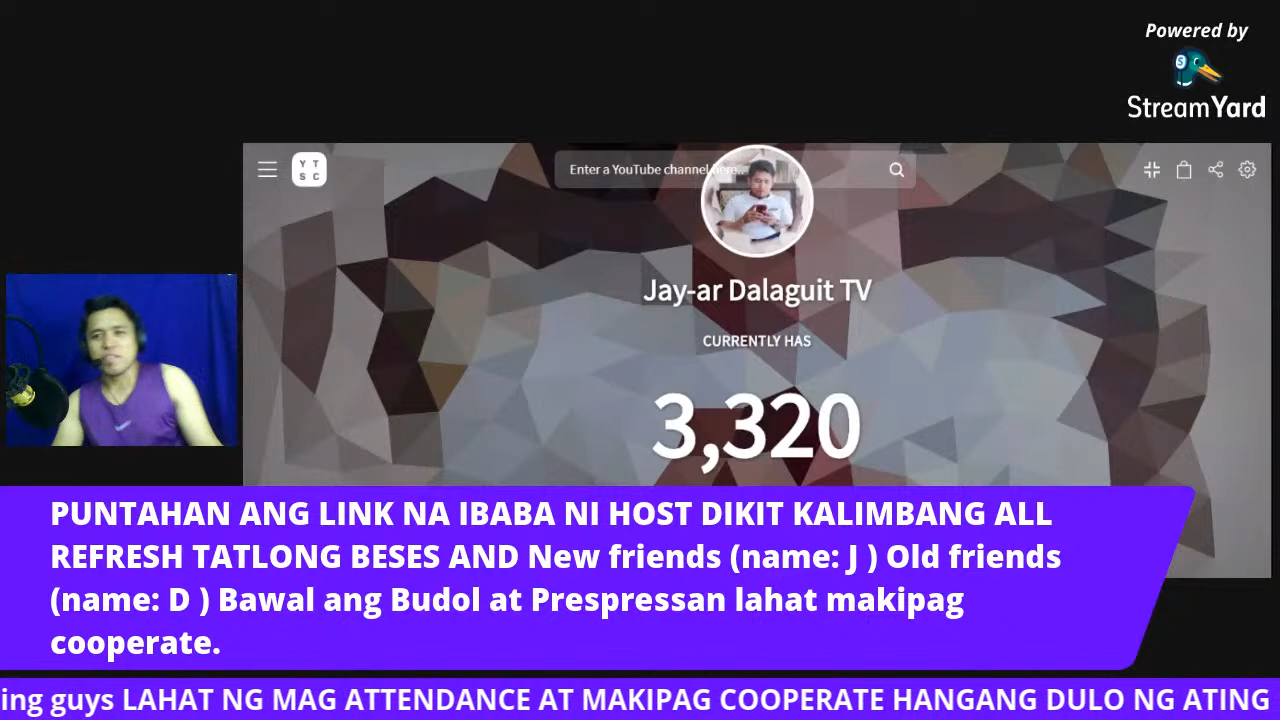 Powered by
StreamYard
Y T
S C
Enter a YouTube channel here..
Jay-ar Dalaguit TV
CURRENTLY HAS
3,320
PUNTAHAN ANG LINK NA IBABA NI HOST DIKIT KALIMBANG ALL
REFRESH TATLONG BESES AND New friends (name: J ) Old friends
(name: D ) Bawal ang Budol at Prespressan lahat makipag
cooperate.
ing guys LAHAT NG MAG ATTENDANCE AT MAKIPAG COOPERATE HANGANG DULO NG ATING